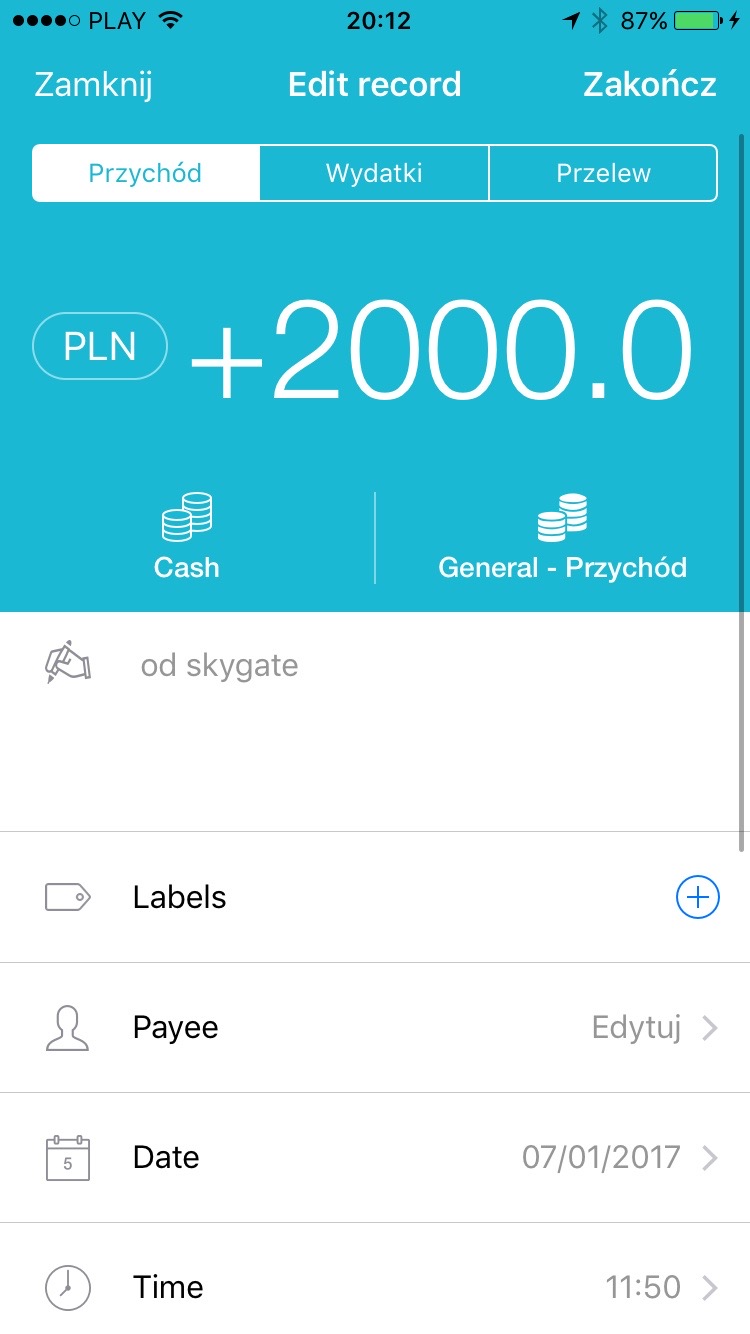 PLAY 20:12 87%
Zamknij Edit record Zakończ
Przychód Wydatki Przelew
PLN +2000.0
Cash General - Przychód
od skygate
Labels
Payee Edytuj
5 Date 07/01/2017
Time 11:50